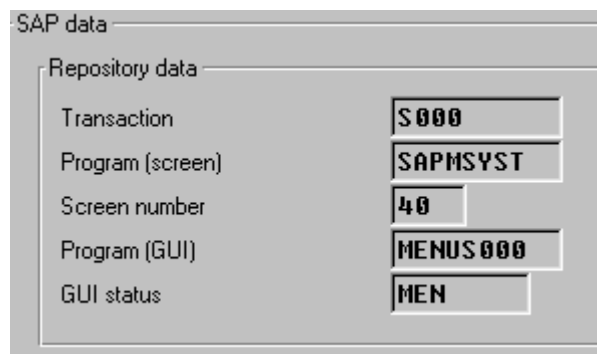 SAP data
Repository data
Transaction S000
Program (screen) SAPMSYST
Screen number 40
Program (GUI) MENUS000
GUI status MEN